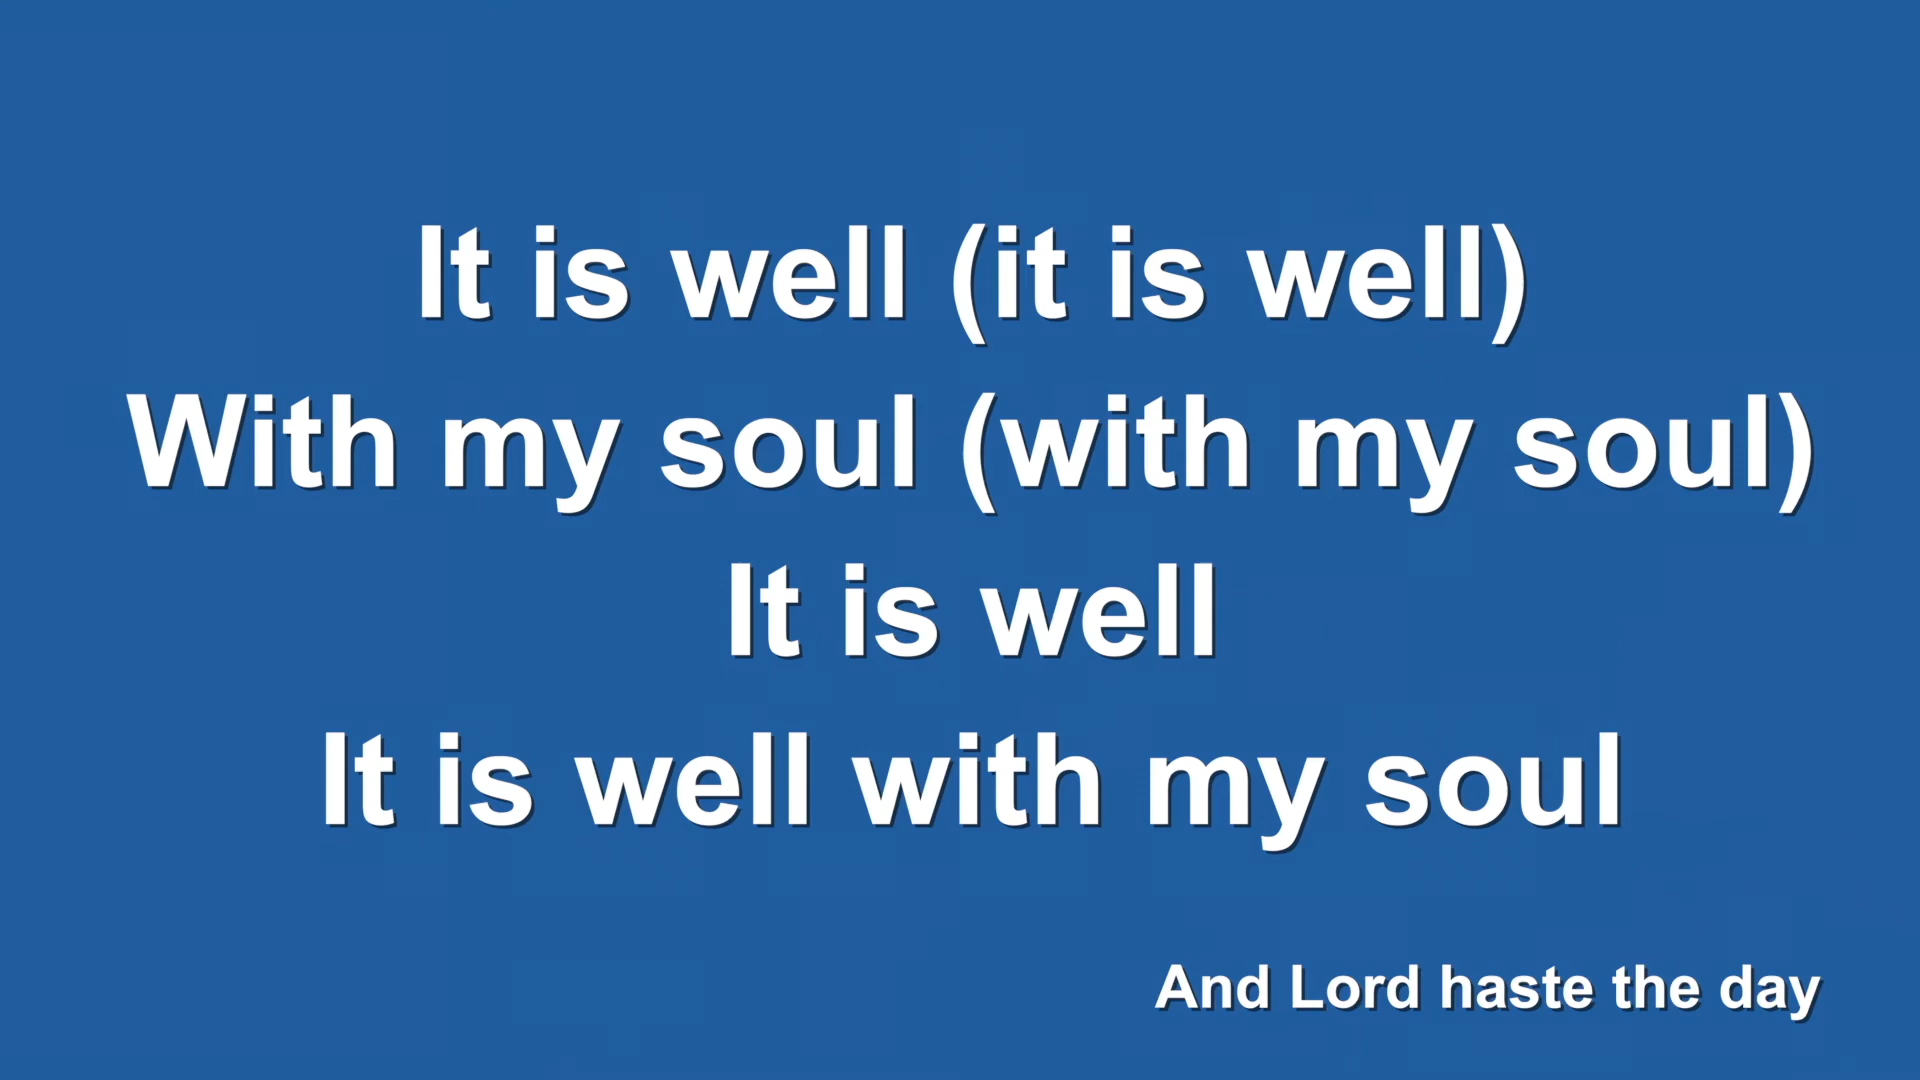 It is well (it is well)
With my soul (with my soul)
It is well
It is well with my soul
And Lord haste the day